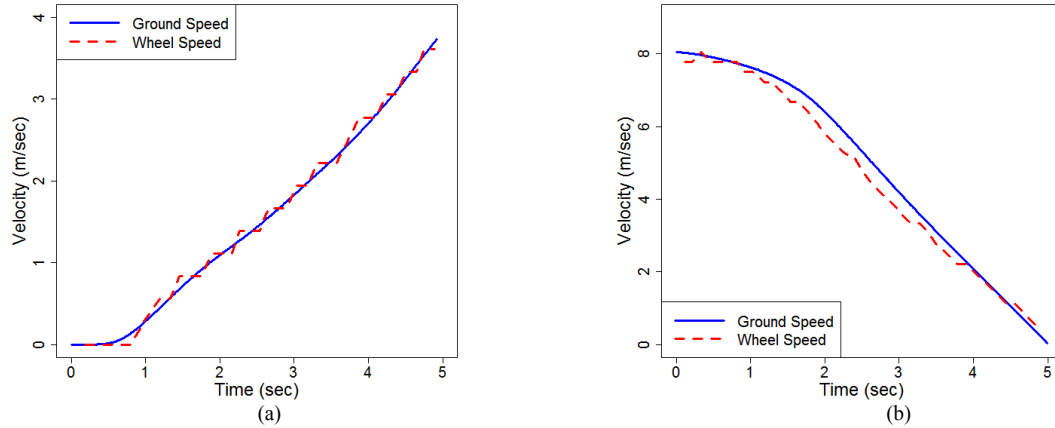 Ground Speed
Wheel Speed
Velocity (m/sec)
4
3
2
1
0
0 1 2 3 4 5
Time (sec)
(a)
Velocity (m/sec)
8
6
4
2
0
Ground Speed
Wheel Speed
0 1 2 3 4 5
Time (sec)
(b)